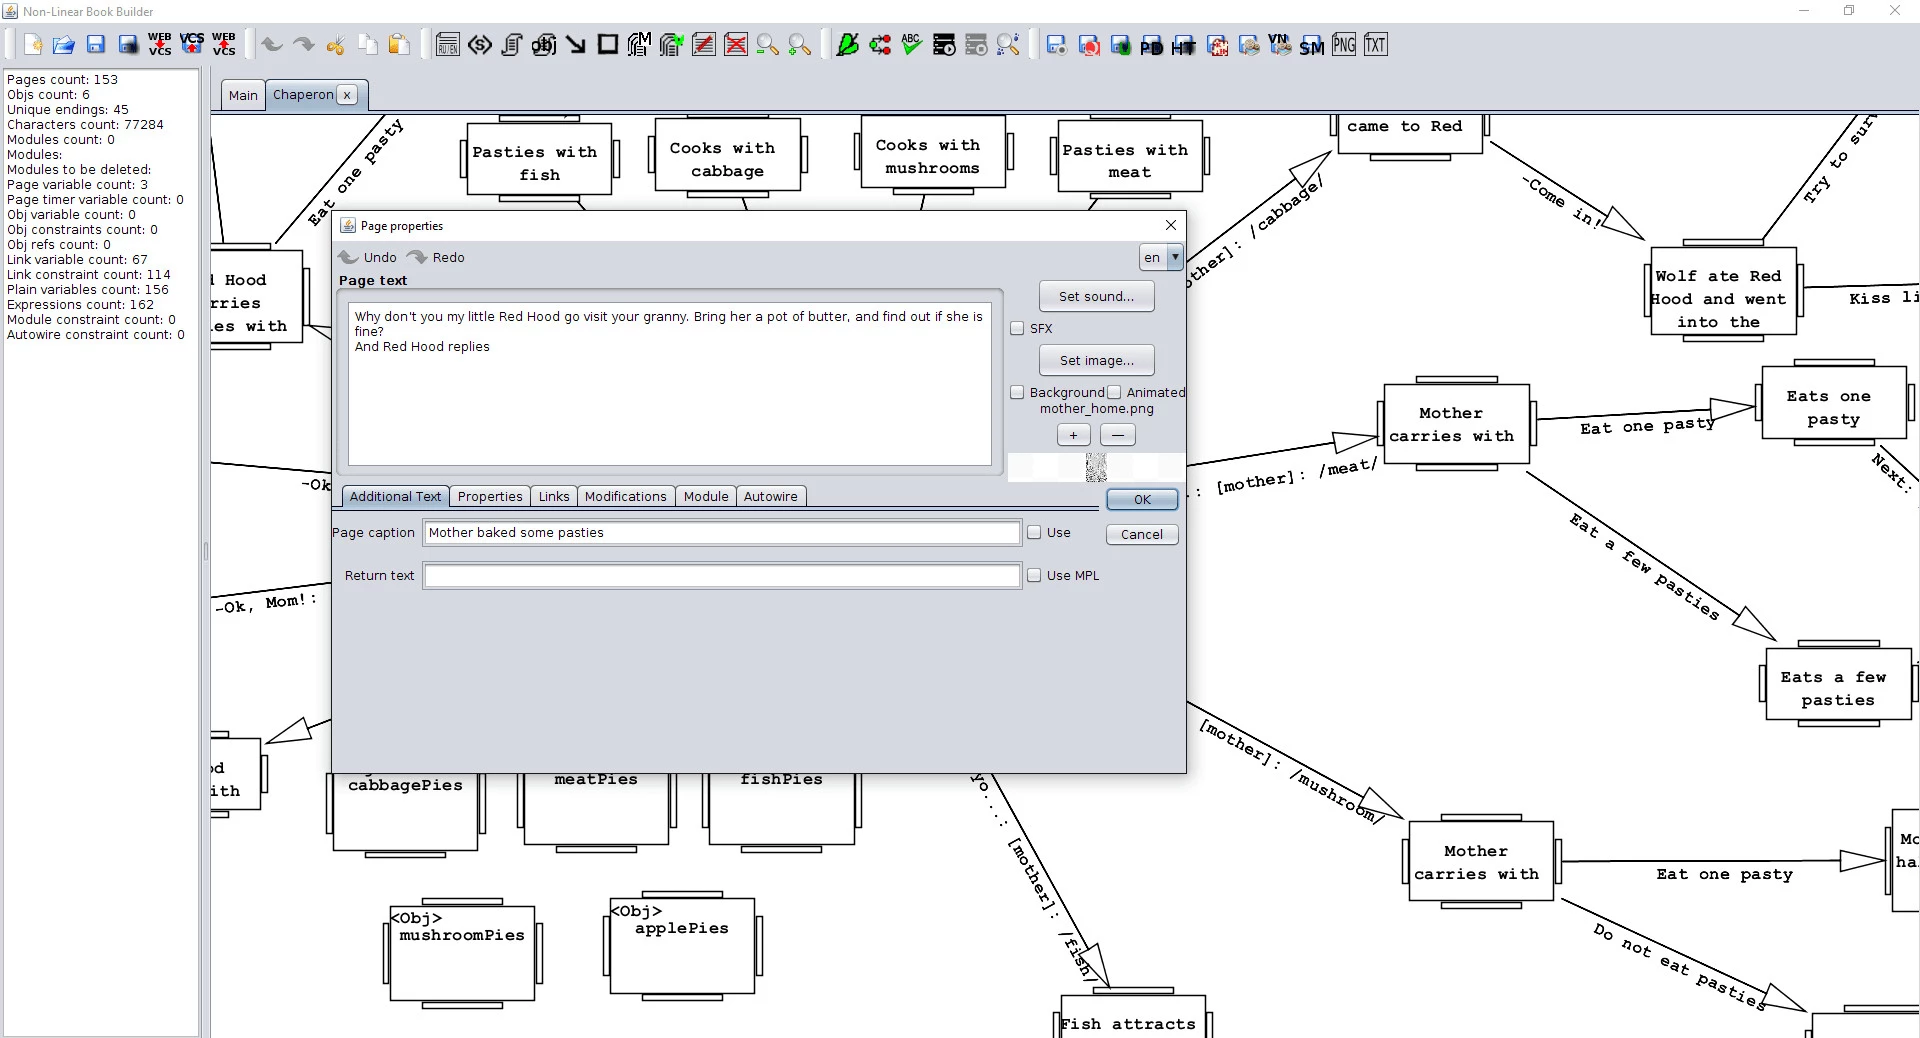 Non-Linear Book Builder
WEB VCS
VCS
WEB VCS
RU/EN
obj
M
ABC
PD
HT
VN
SM
PNG
TXT
Pages count: 153
Objs count: 6
Unique endings: 45
Characters count: 77284
Modules count: 0
Modules:
Modules to be deleted:
Page variable count: 3
Page timer variable count: 0
Obj variable count: 0
Obj constraints count: 0
Obj refs count: 0
Link variable count: 67
Link constraint count: 114
Plain variables count: 156
Expressions count: 162
Module constraint count: 0
Autowire constraint count: 0
Main
Chaperon x
Eat one pasty
Pasties with
fish
Cooks with
cabbage
Cooks with
mushrooms
Pasties with
meat
came to Red
-Come in!
Try to surv
other]: /cabbage/
d Hood
rries
es with
Wolf ate Red
Hood and went
into the
Kiss li
Page properties
Undo
Redo
en
Page text
Why don't you my little Red Hood go visit your granny. Bring her a pot of butter, and find out if she is
fine?
And Red Hood replies
Set sound...
SFX
Set image...
Background
Animated
mother_home.png
+
—
Additional Text
Properties
Links
Modifications
Module
Autowire
OK
Cancel
Page caption
Mother baked some pasties
Use
Return text
Use MPL
-Ok
-Ok, Mom!:
Mother
carries with
Eat one pasty
Eats one
pasty
Next:
.: [mother]: /meat/
Eat a few pasties
Eats a few
pasties
[mother]: /mushroom/
Mother
carries with
Eat one pasty
Mo
ha
Do not eat pasties
od
ith
cabbagePies
meatPies
fishPies
yo....: [mother]: /fish/
<Obj>
mushroomPies
<Obj>
applePies
Fish attracts